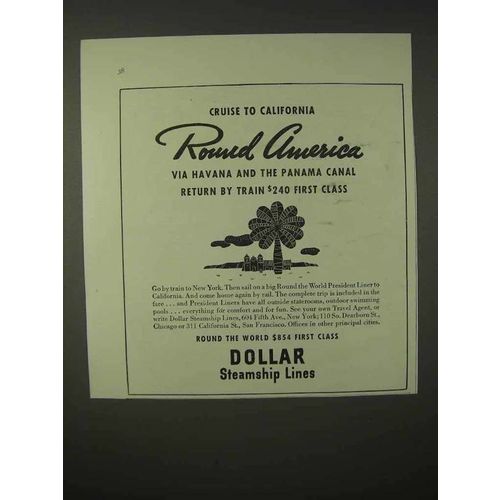 38
CRUISE TO CALIFORNIA
Round America
VIA HAVANA AND THE PANAMA CANAL
RETURN BY TRAIN $240 FIRST CLASS
Go by train to New York. Then sail on a big Round the World President Liner to
California. And come home again by rail. The complete trip is included in the
fare . . . and President Liners have all outside staterooms, outdoor swimming
pools . . . everything for comfort and for fun. See your own Travel Agent, or
write Dollar Steamship Lines, 604 Fifth Ave., New York; 110 So. Dearborn St.,
Chicago or 311 California St., San Francisco. Offices in other principal cities.
ROUND THE WORLD $854 FIRST CLASS
DOLLAR
Steamship Lines